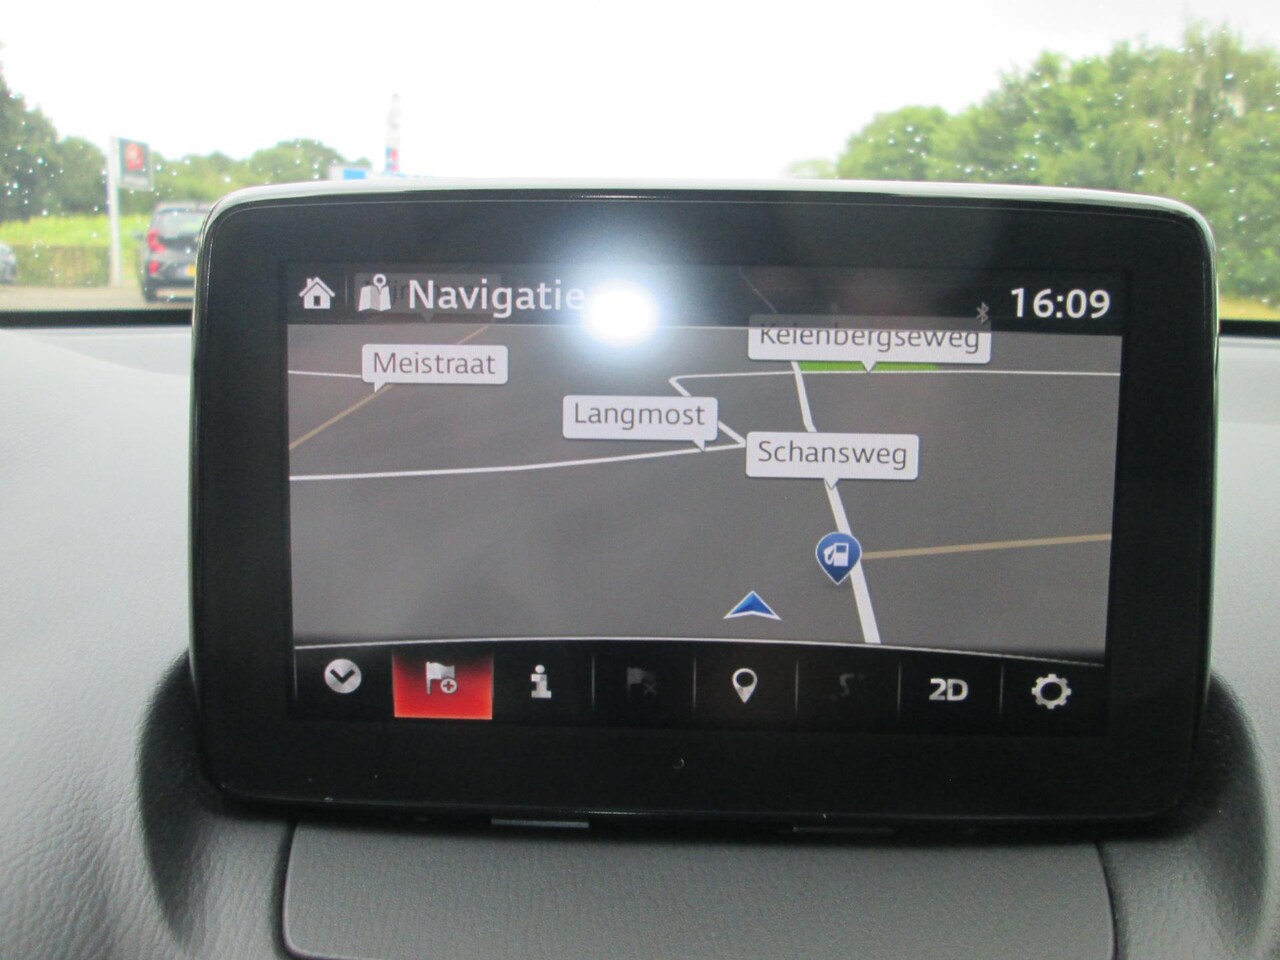 Navigatie
16:09
Kelenbergseweg
Meistraat
Langmost
Schansweg
2D